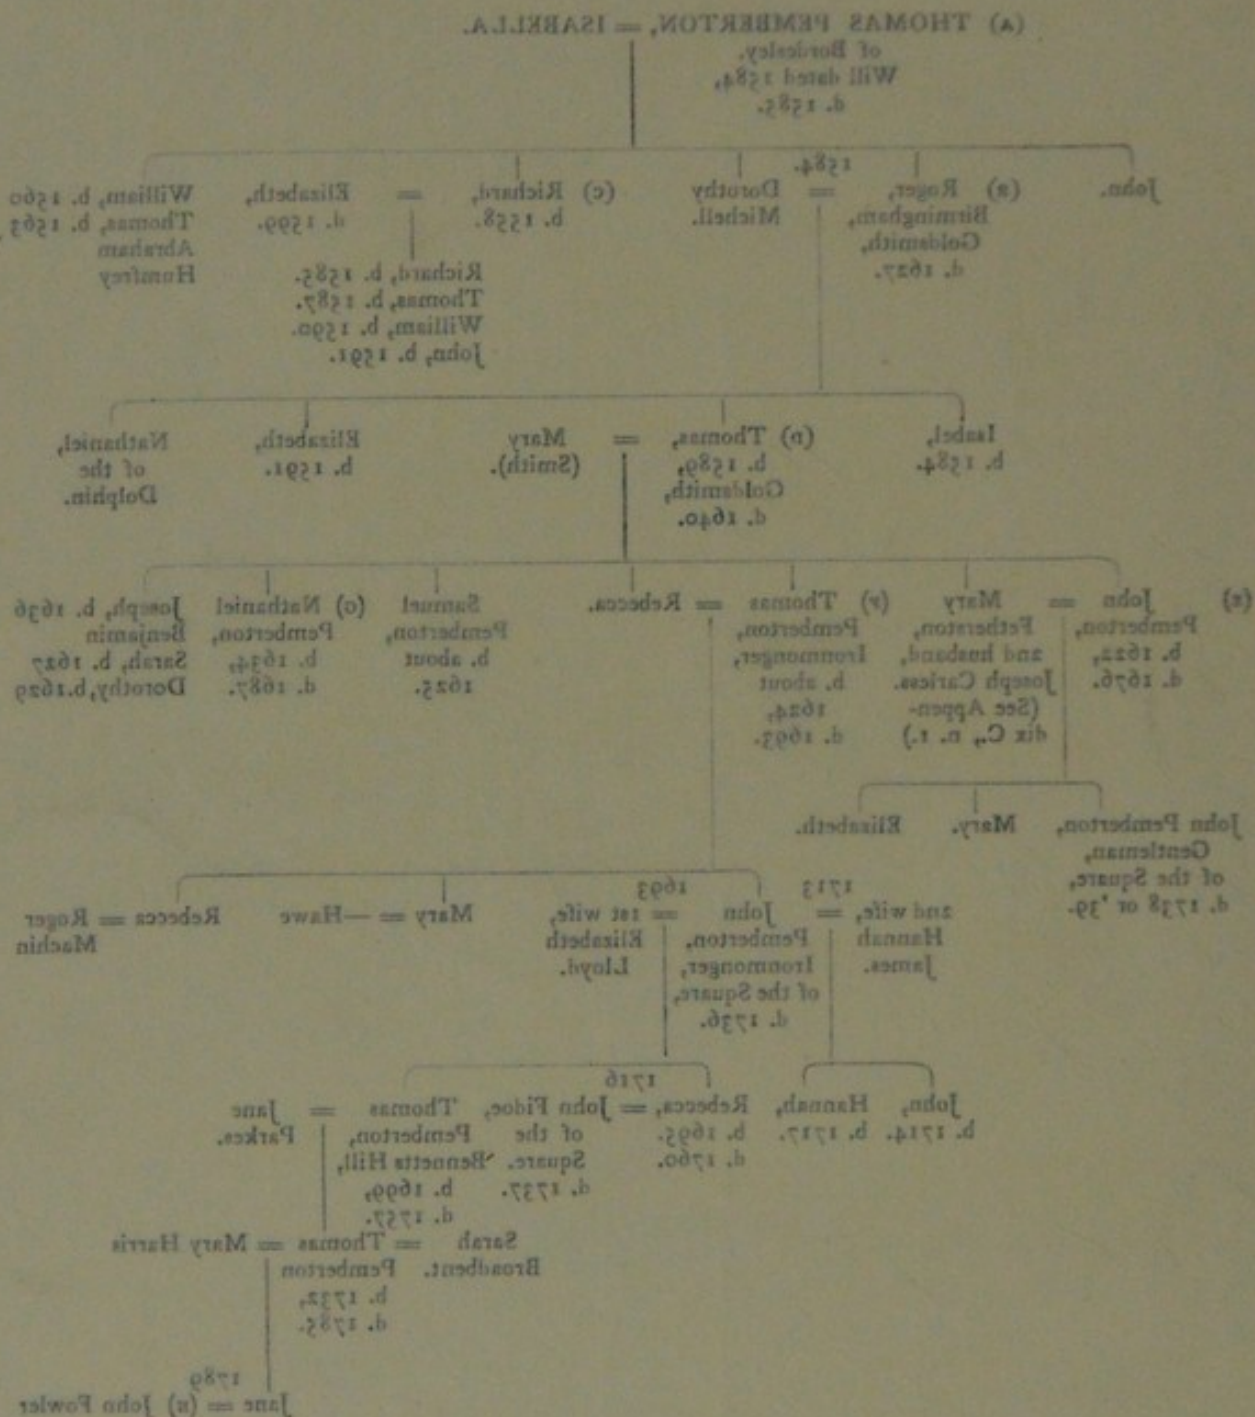 (A) THOMAS PEMBERTON, = ISABELLA.
of Bordesley.
Will dated 1584,
d. 1585.
John.
(B) Roger,
Birmingham,
Goldsmith,
d. 1627.
1584.
=
Dorothy
Michell.
(C) Richard,
b. 1558.
=
Elizabeth,
d. 1599.
William, b. 1560
Thomas, b. 1563,
Abraham
Humfrey
Richard, b. 1585.
Thomas, b. 1587.
William, b. 1590.
John, b. 1591.
Isabel,
b. 1584.
(D) Thomas,
b. 1589,
Goldsmith,
d. 1640.
=
Mary
(Smith).
Elizabeth,
b. 1591.
Nathaniel,
of the
Dolphin.
(E) John
Pemberton,
b. 1622,
d. 1676.
=
Mary
Fetherston,
2nd husband,
Joseph Carless.
(See Appen-
dix C., n. 1.)
(F) Thomas
Pemberton,
Ironmonger,
b. about
1624,
d. 1693.
= Rebecca.
Samuel
Pemberton,
b. about
1625.
(G) Nathaniel
Pemberton,
b. 1634,
d. 1687.
Joseph, b. 1636
Benjamin
Sarah, b. 1627
Dorothy, b. 1629
John Pemberton,
Gentleman,
of the Square,
d. 1738 or '39.
Mary.
Elizabeth.
2nd wife,
Hannah
James.
1713
=
John
Pemberton,
Ironmonger,
of the Square,
d. 1736.
1693
= 1st wife,
Elizabeth
Lloyd.
Mary = —Hawe
Rebecca = Roger
Machin
John,
b. 1714.
Hannah,
b. 1717.
Rebecca,
b. 1695.
d. 1760.
1716
= John Fidoe,
of the
Square.
d. 1737.
Thomas
Pemberton,
Bennetts Hill,
b. 1699,
d. 1757.
=
Jane
Parkes.
Sarah
Broadbent.
= Thomas
Pemberton
b. 1732,
d. 1785.
= Mary Harris
1789
Jane = (H) John Fowler